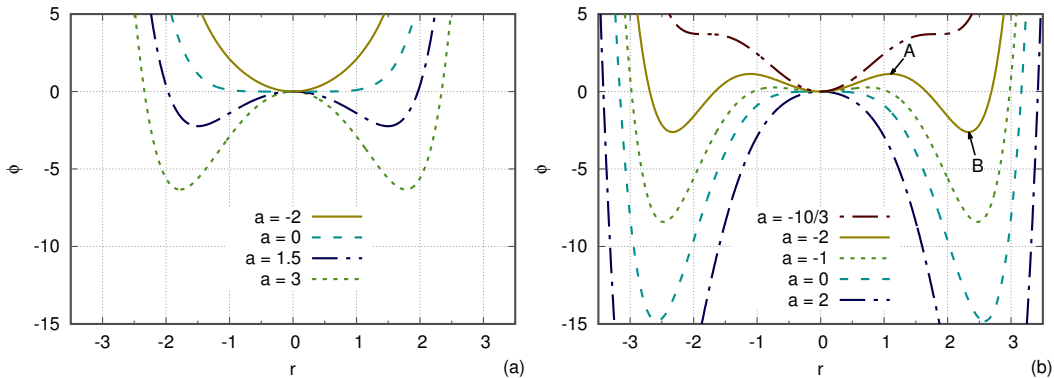 5
0
-5
-10
-15
ϕ
a = -2
a = 0
a = 1.5
a = 3
-3 -2 -1 0 1 2 3
r
(a)
5
0
-5
-10
-15
ϕ
A
B
a = -10/3
a = -2
a = -1
a = 0
a = 2
-3 -2 -1 0 1 2 3
r
(b)